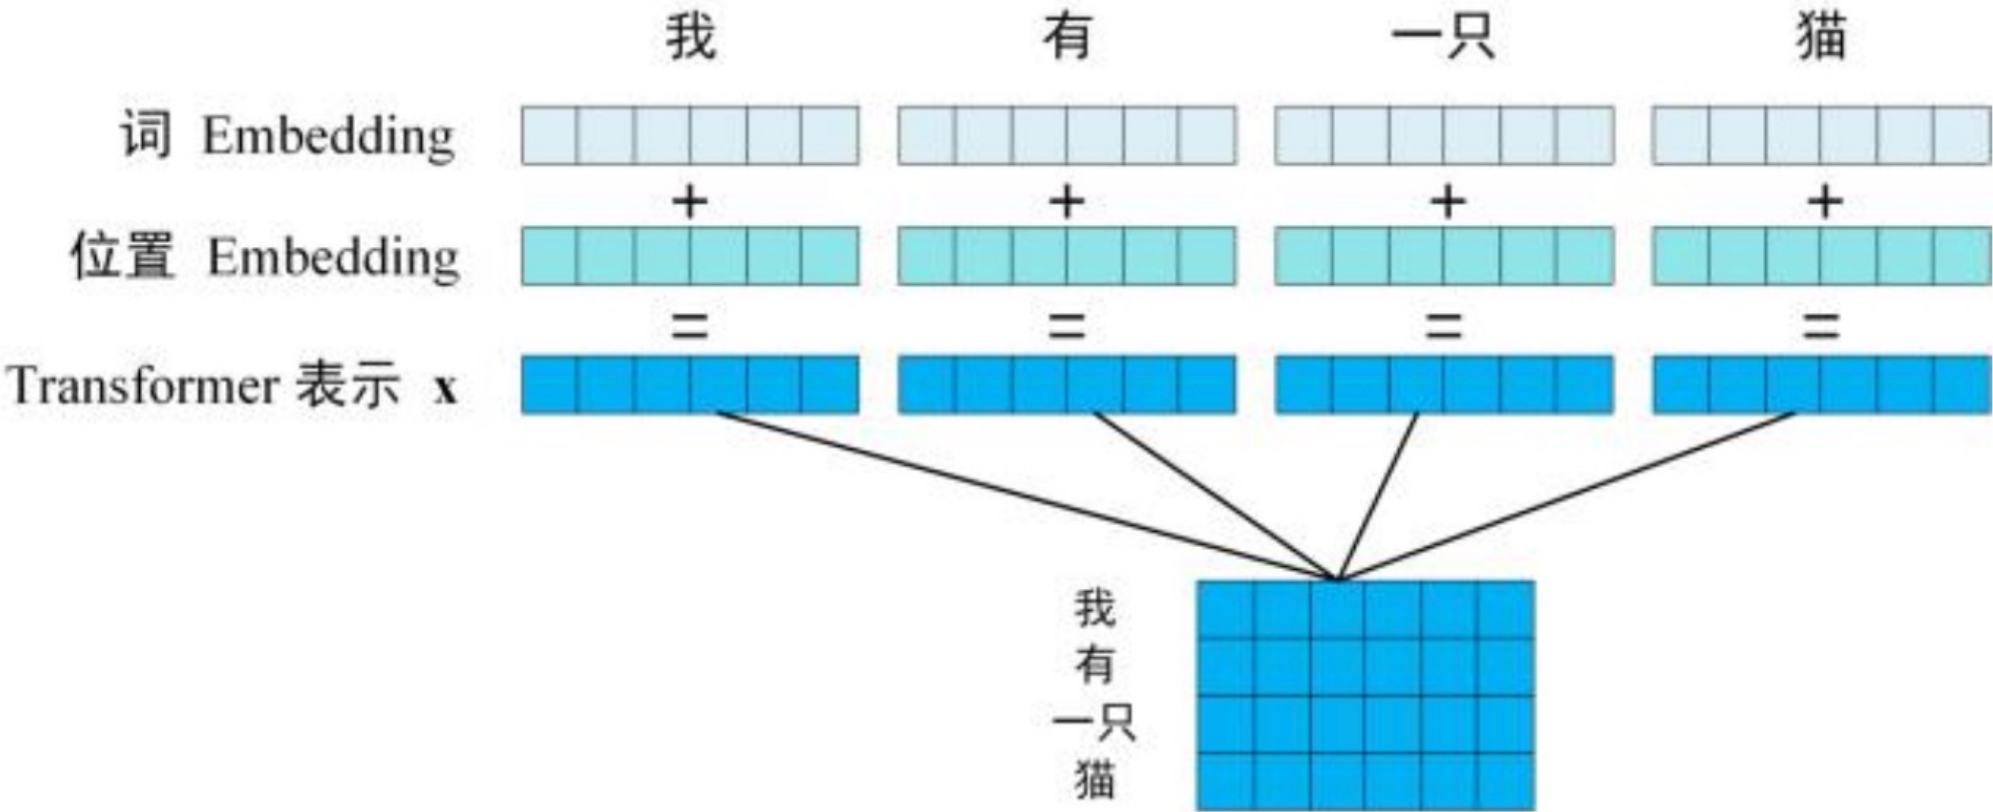 我 有 一只 猫
词 Embedding
+ + + +
位置 Embedding
= = = =
Transformer 表示 x
我
有
一只
猫